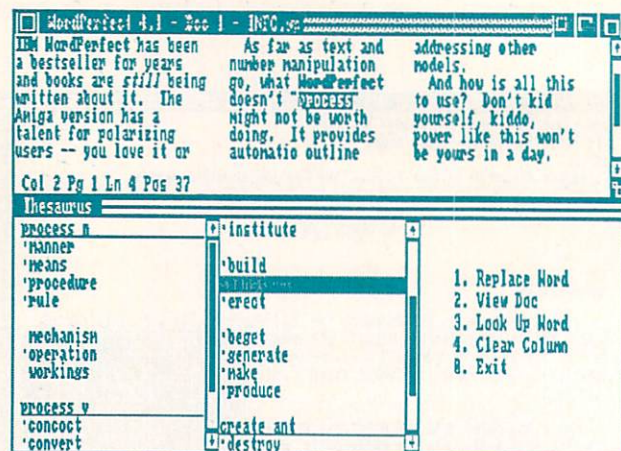 WordPerfect 4.1 - Doc 1 - INFO.wp
IBM WordPerfect has been
a bestseller for years
and books are still being
written about it. The
Amiga version has a
talent for polarizing
users -- you love it or
As far as text and
number manipulation
go, what WordPerfect
doesn't "process"
might not be worth
doing. It provides
automatic outline
addressing other
models.
And how is all this
to use? Don't kid
yourself, kiddo,
power like this won't
be yours in a day.
Col 2 Pg 1 Ln 4 Pos 37
Thesaurus
process n
·manner
·means
·procedure
·rule
mechanism
·operation
workings
process v
·concoct
·convert
·institute
·build
·erect
·beget
·generate
·make
·produce
create ant
·destroy
1. Replace Word
2. View Doc
3. Look Up Word
4. Clear Column
0. Exit